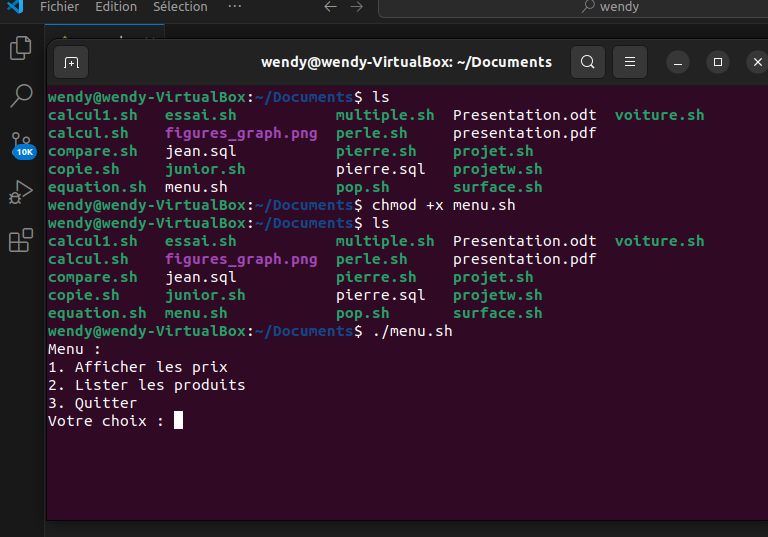 Fichier Edition Sélection ··· wendy
wendy@wendy-VirtualBox: ~/Documents
wendy@wendy-VirtualBox:~/Documents$ ls
calcul1.sh essai.sh multiple.sh Presentation.odt voiture.sh
calcul.sh figures_graph.png perle.sh presentation.pdf
compare.sh jean.sql pierre.sh projet.sh
copie.sh junior.sh pierre.sql projetw.sh
equation.sh menu.sh pop.sh surface.sh
wendy@wendy-VirtualBox:~/Documents$ chmod +x menu.sh
wendy@wendy-VirtualBox:~/Documents$ ls
calcul1.sh essai.sh multiple.sh Presentation.odt voiture.sh
calcul.sh figures_graph.png perle.sh presentation.pdf
compare.sh jean.sql pierre.sh projet.sh
copie.sh junior.sh pierre.sql projetw.sh
equation.sh menu.sh pop.sh surface.sh
wendy@wendy-VirtualBox:~/Documents$ ./menu.sh
Menu :
1. Afficher les prix
2. Lister les produits
3. Quitter
Votre choix :
10K